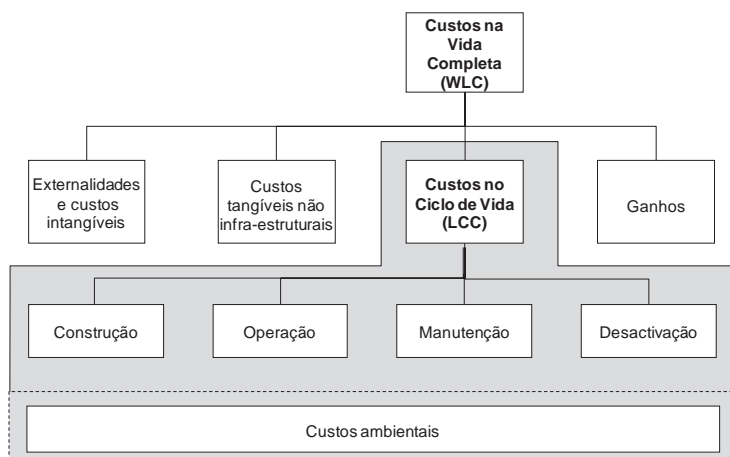 Custos na
Vida
Completa
(WLC)
Externalidades
e custos
intangíveis
Custos
tangíveis não
infra-estruturais
Custos no
Ciclo de Vida
(LCC)
Ganhos
Construção
Operação
Manutenção
Desactivação
Custos ambientais